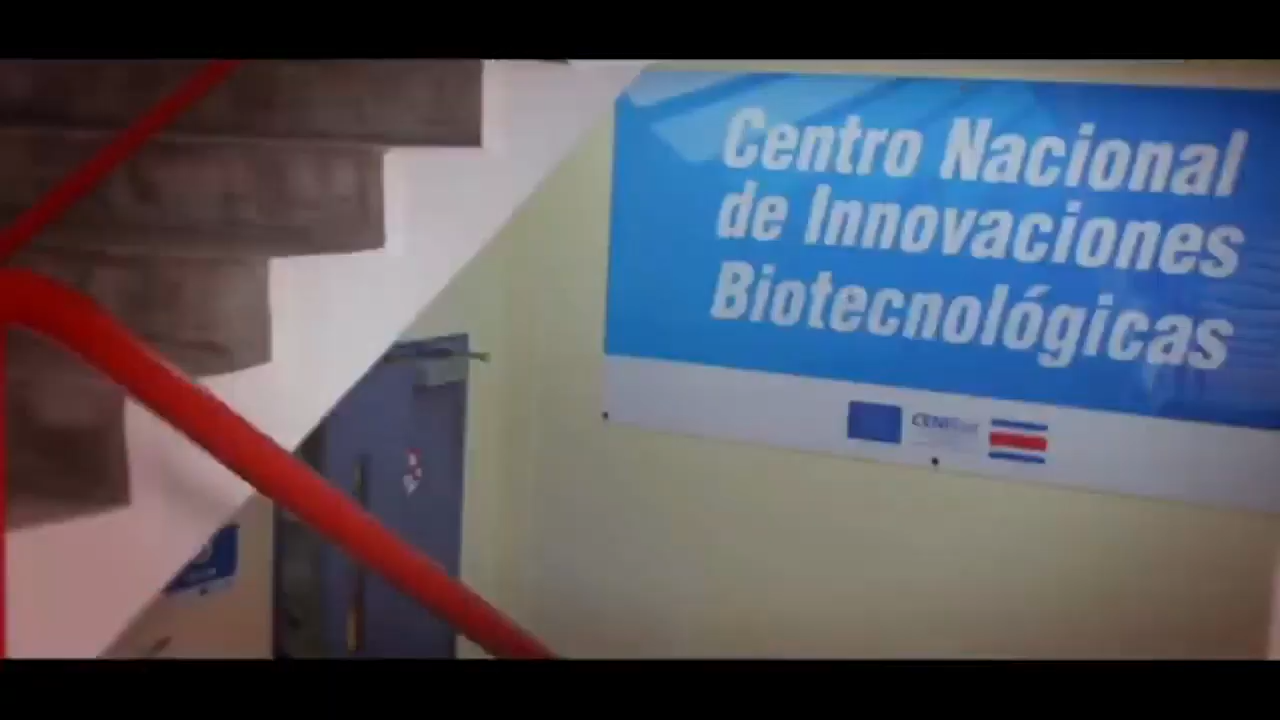 Centro Nacional
de Innovaciones
Biotecnológicas